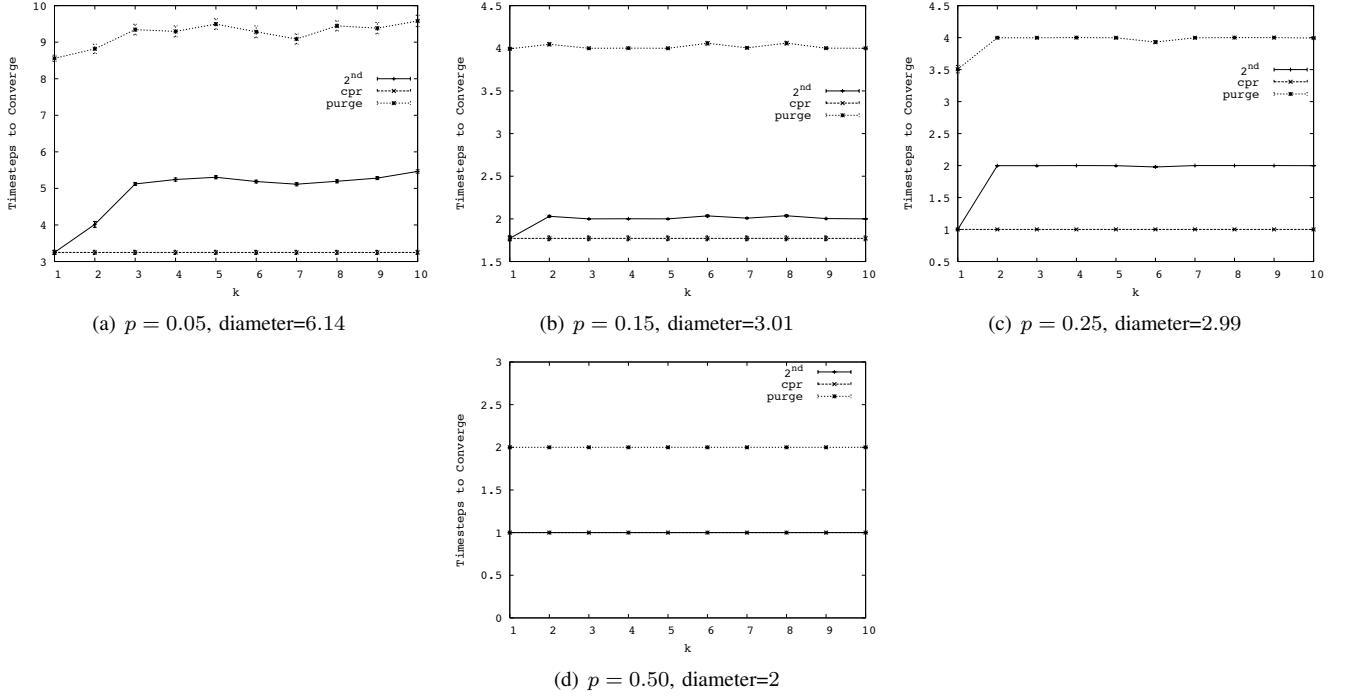 10
9
8
7
6
5
4
3
Timesteps to Converge
2nd
cpr
purge
1 2 3 4 5 6 7 8 9 10
k
(a) p = 0.05, diameter=6.14
4.5
4
3.5
3
2.5
2
1.5
Timesteps to Converge
2nd
cpr
purge
1 2 3 4 5 6 7 8 9 10
k
(b) p = 0.15, diameter=3.01
4.5
4
3.5
3
2.5
2
1.5
1
0.5
Timesteps to Converge
2nd
cpr
purge
1 2 3 4 5 6 7 8 9 10
k
(c) p = 0.25, diameter=2.99
3
2.5
2
1.5
1
0.5
0
Timesteps to Converge
2nd
cpr
purge
1 2 3 4 5 6 7 8 9 10
k
(d) p = 0.50, diameter=2